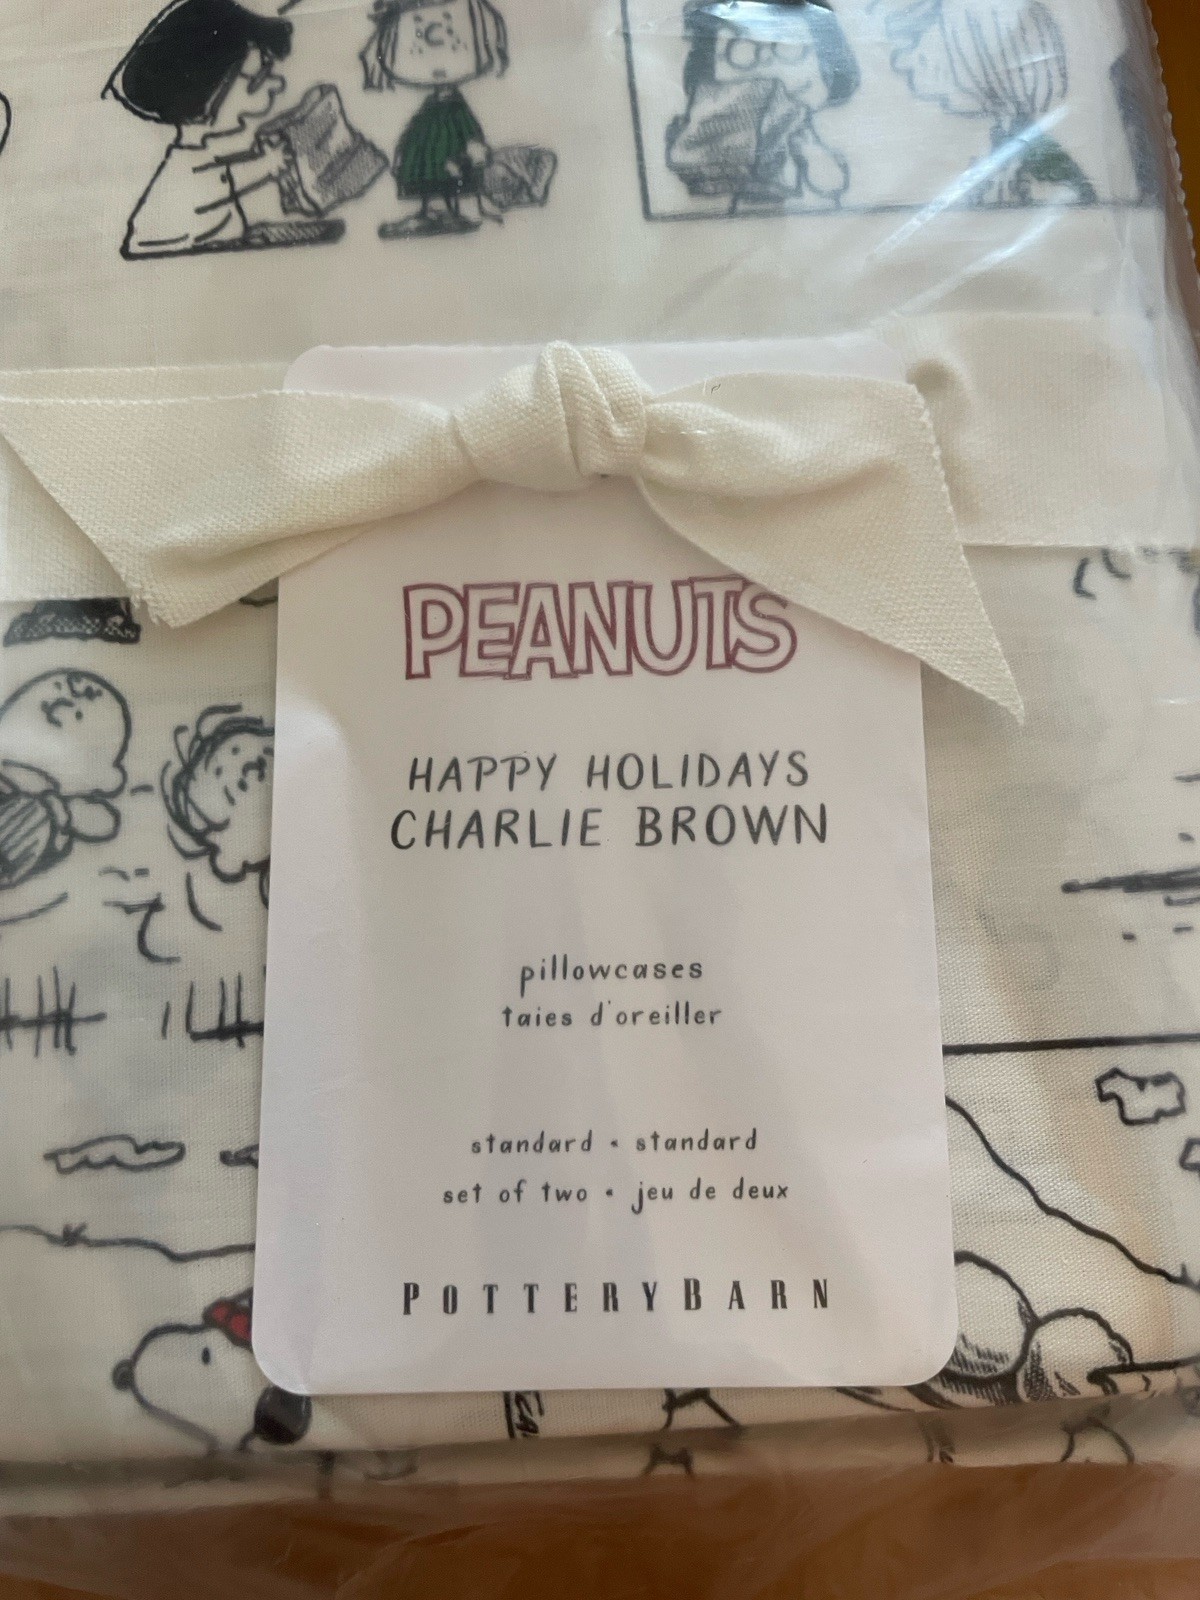 PEANUTS
HAPPY HOLIDAYS
CHARLIE BROWN
pillowcases
taies d'oreiller
standard • standard
set of two • jeu de deux
POTTERYBARN